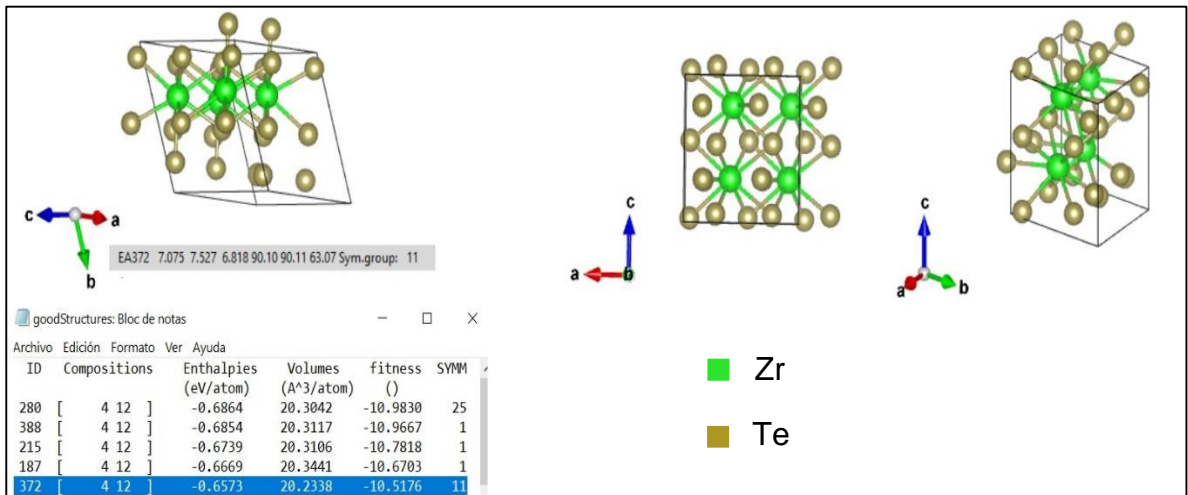 c
a
b
EA372 7.075 7.527 6.818 90.10 90.11 63.07 Sym.group: 11
c
a
b
c
a
b
goodStructures: Bloc de notas
Archivo Edición Formato Ver Ayuda
ID Compositions Enthalpies Volumes fitness SYMM
(eV/atom) (A^3/atom) ()
280 [ 4 12 ] -0.6864 20.3042 -10.9830 25
388 [ 4 12 ] -0.6854 20.3117 -10.9667 1
215 [ 4 12 ] -0.6739 20.3106 -10.7818 1
187 [ 4 12 ] -0.6669 20.3441 -10.6703 1
372 [ 4 12 ] -0.6573 20.2338 -10.5176 11
Zr
Te